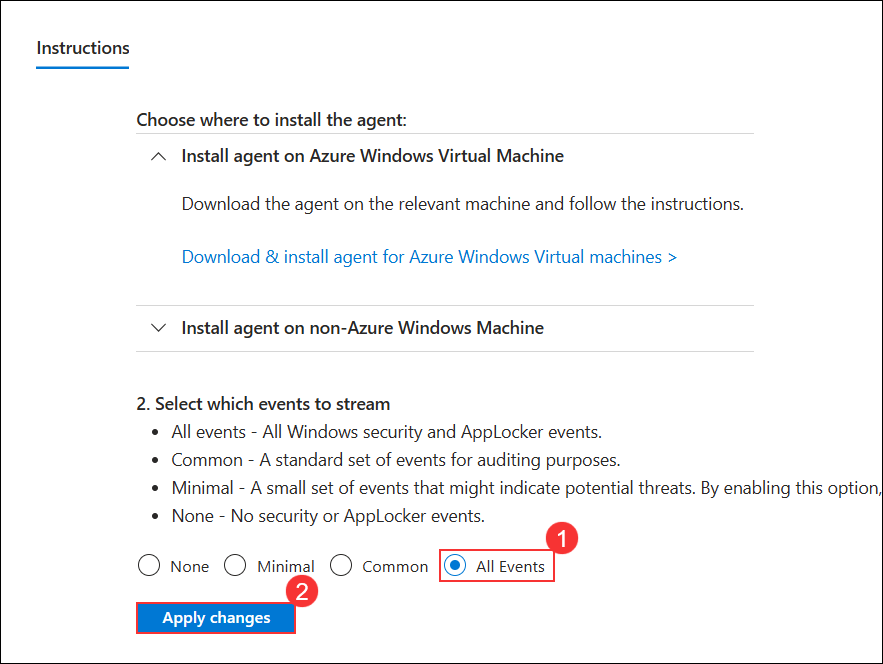 Instructions
Choose where to install the agent:
Install agent on Azure Windows Virtual Machine
Download the agent on the relevant machine and follow the instructions.
Download & install agent for Azure Windows Virtual machines >
Install agent on non-Azure Windows Machine
2. Select which events to stream
• All events - All Windows security and AppLocker events.
• Common - A standard set of events for auditing purposes.
• Minimal - A small set of events that might indicate potential threats. By enabling this option,
• None - No security or AppLocker events.
1
None Minimal Common All Events
2
Apply changes